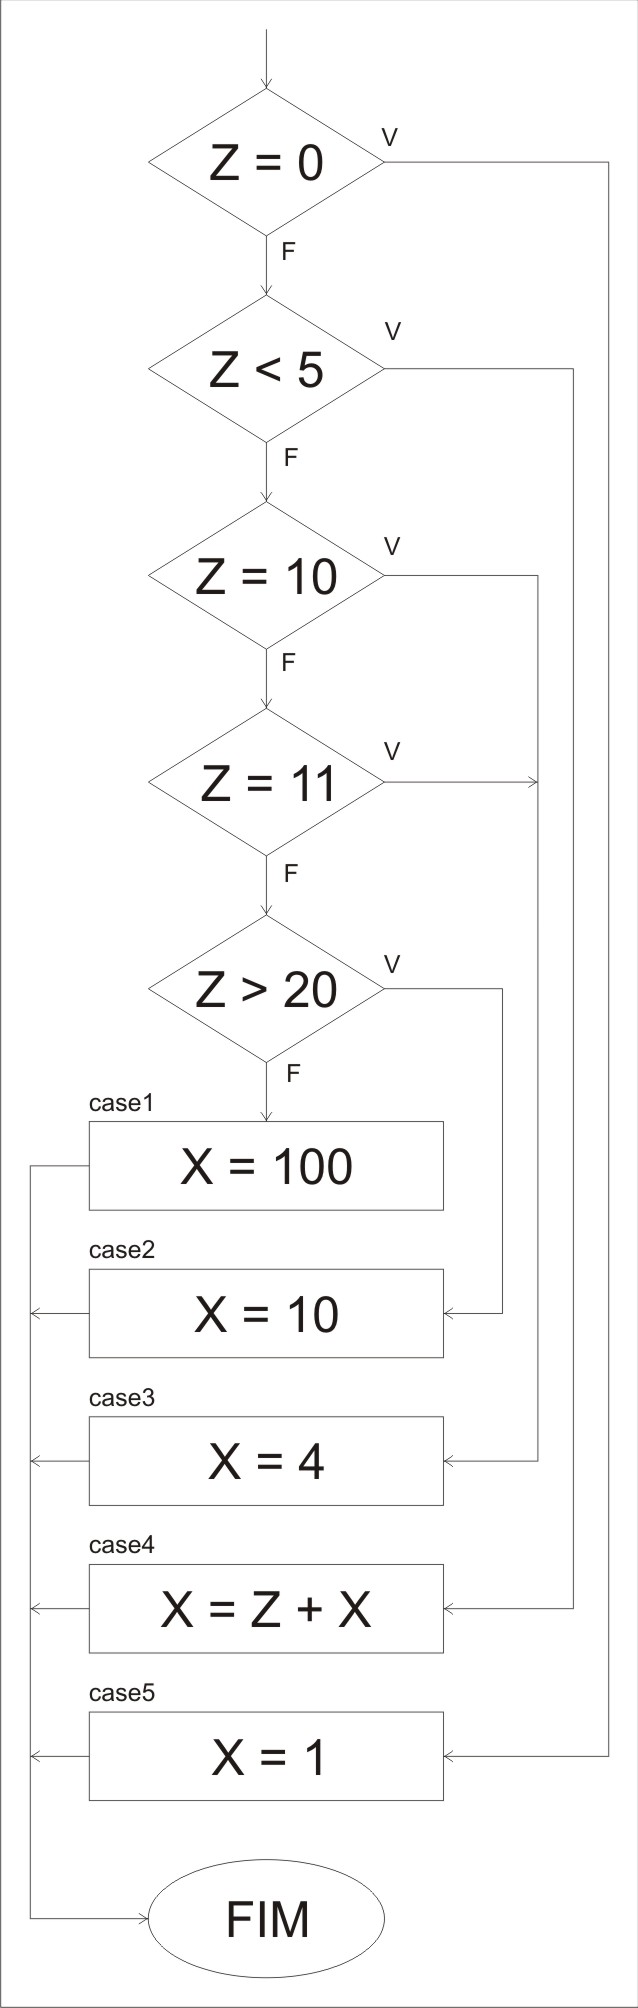 V
Z = 0
F
V
Z < 5
F
V
Z = 10
F
V
Z = 11
F
V
Z > 20
F
case1
X = 100
case2
X = 10
case3
X = 4
case4
X = Z + X
case5
X = 1
FIM